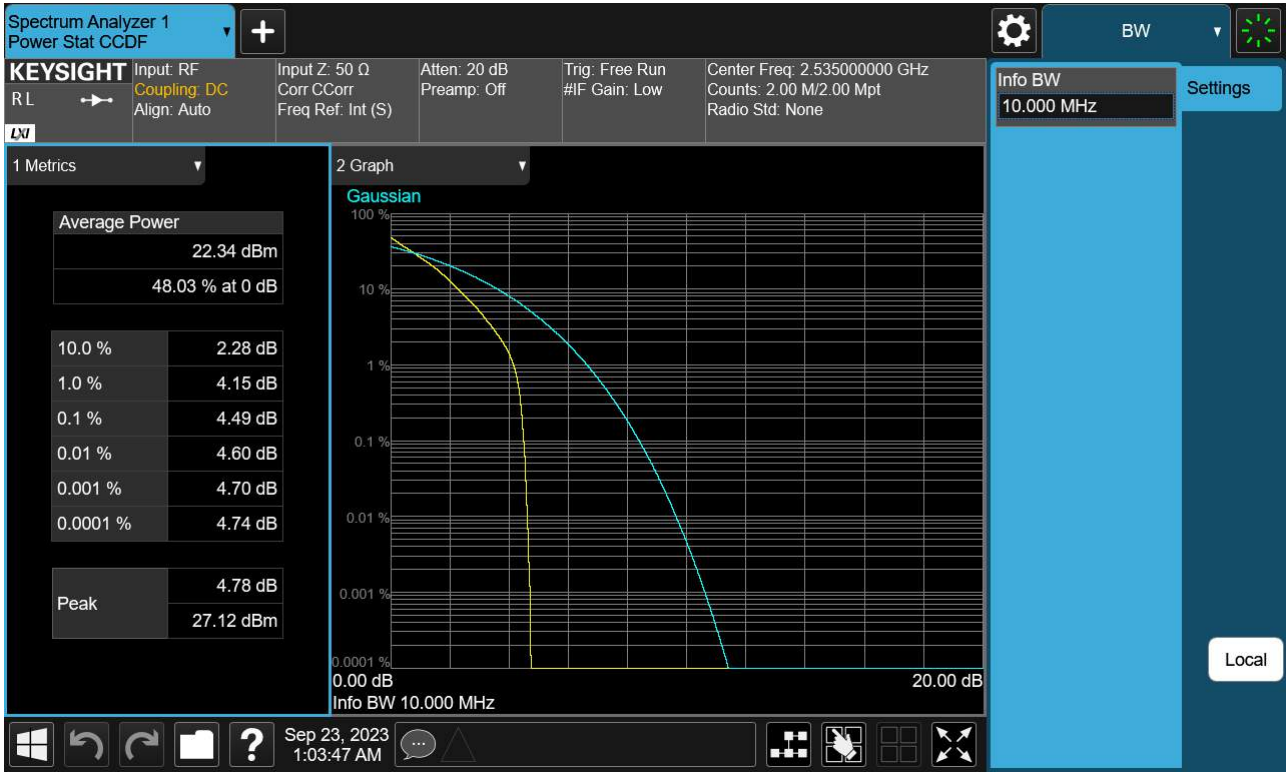 Spectrum Analyzer 1
Power Stat CCDF
+
BW
KEYSIGHT
R L
LXI
Input: RF
Coupling: DC
Align: Auto
Input Z: 50 Ω
Corr CCorr
Freq Ref: Int (S)
Atten: 20 dB
Preamp: Off
Trig: Free Run
#IF Gain: Low
Center Freq: 2.535000000 GHz
Counts: 2.00 M/2.00 Mpt
Radio Std: None
Info BW
10.000 MHz
Settings
1 Metrics
Average Power
22.34 dBm
48.03 % at 0 dB
10.0 % 2.28 dB
1.0 % 4.15 dB
0.1 % 4.49 dB
0.01 % 4.60 dB
0.001 % 4.70 dB
0.0001 % 4.74 dB
Peak
4.78 dB
27.12 dBm
2 Graph
Gaussian
100 %
10 %
1 %
0.1 %
0.01 %
0.001 %
0.0001 %
0.00 dB 20.00 dB
Info BW 10.000 MHz
Local
?
Sep 23, 2023
1:03:47 AM